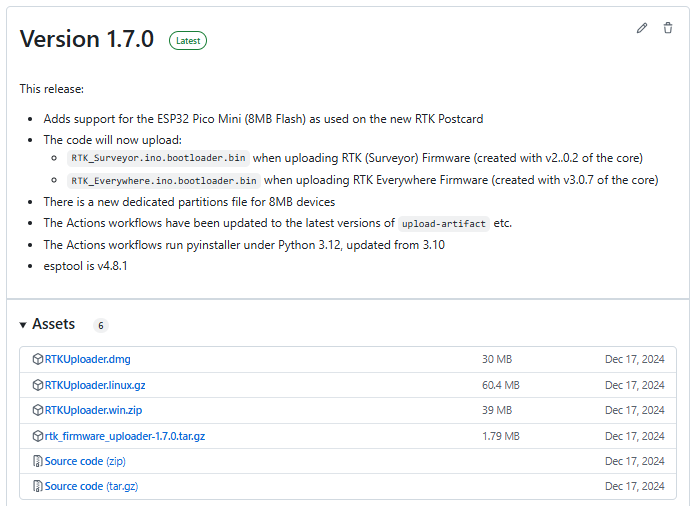 Version 1.7.0 Latest
This release:
• Adds support for the ESP32 Pico Mini (8MB Flash) as used on the new RTK Postcard
• The code will now upload:
◦ RTK_Surveyor.ino.bootloader.bin when uploading RTK (Surveyor) Firmware (created with v2..0.2 of the core)
◦ RTK_Everywhere.ino.bootloader.bin when uploading RTK Everywhere Firmware (created with v3.0.7 of the core)
• There is a new dedicated partitions file for 8MB devices
• The Actions workflows have been updated to the latest versions of upload-artifact etc.
• The Actions workflows run pyinstaller under Python 3.12, updated from 3.10
• esptool is v4.8.1
Assets 6
RTKUploader.dmg 30 MB Dec 17, 2024
RTKUploader.linux.gz 60.4 MB Dec 17, 2024
RTKUploader.win.zip 39 MB Dec 17, 2024
rtk_firmware_uploader-1.7.0.tar.gz 1.79 MB Dec 17, 2024
Source code (zip) Dec 17, 2024
Source code (tar.gz) Dec 17, 2024